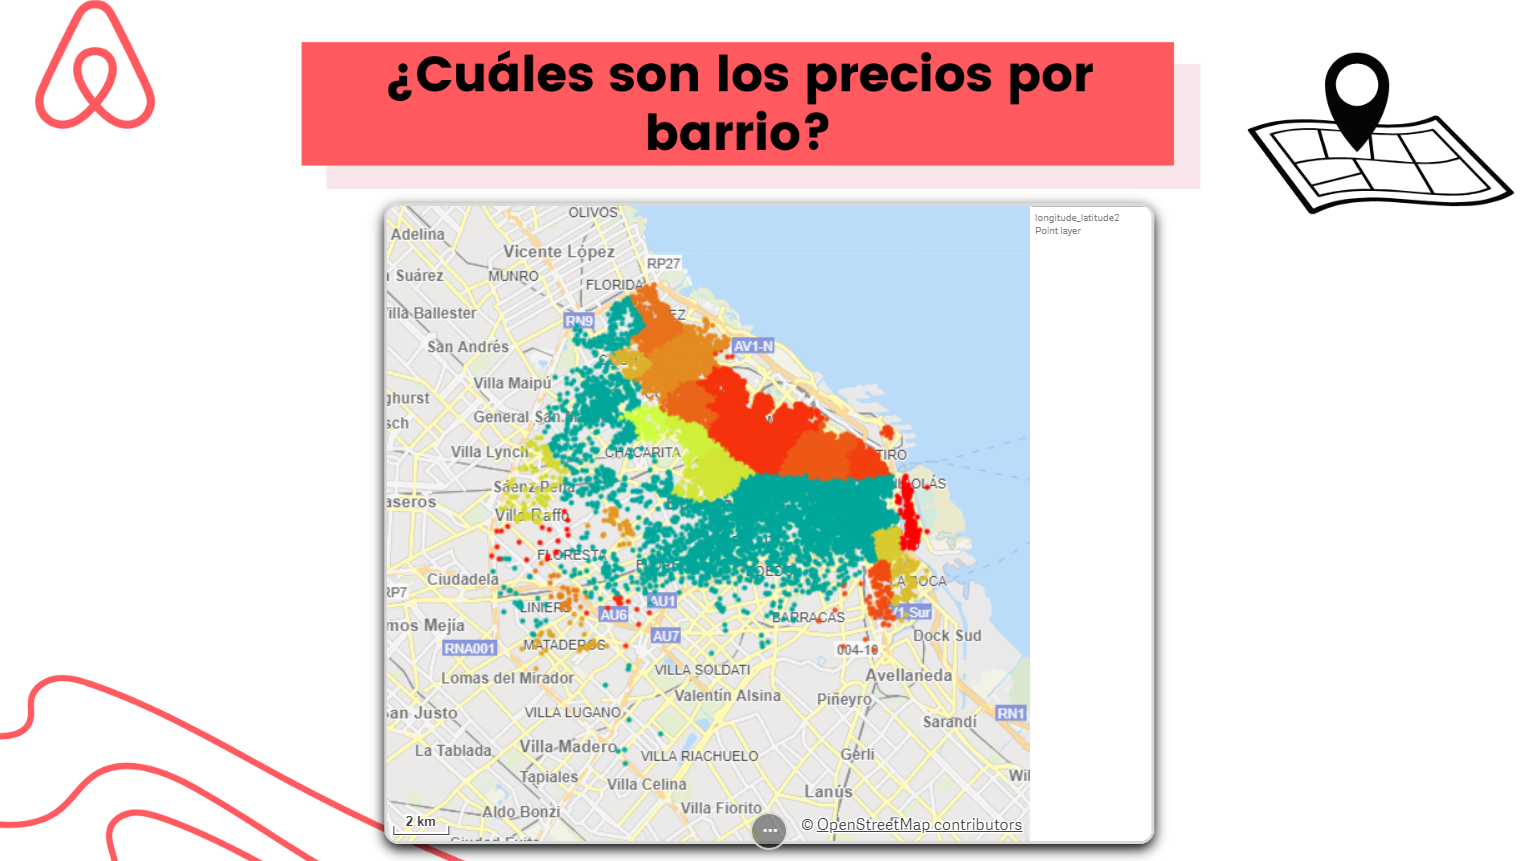 ¿Cuáles son los precios por
barrio?
longitude_latitude2
Point layer
OLIVOS
Adelina
Vicente López
RP27
Suárez
MUNRO
FLORIDA
EZ
illa Ballester
RN9
San Andrés
AV1-N
Villa Maipú
ghurst
General San
sch
Villa Lynch
CHACARITA
TIRO
Sáenz Peña
OLÁS
aseros
Villa Raffo
FLORESTA
Ciudadela
LA BOCA
RP7
LINIERS
AU6
AU1
1 Sur
mos Mejía
BARRACAS
RNA001
MATADEROS
AU7
Dock Sud
004-10
Lomas del Mirador
VILLA SOLDATI
Avellaneda
Valentín Alsina
Piñeyro
San Justo
VILLA LUGANO
Sarandí
RN1
La Tablada
Villa Madero
VILLA RIACHUELO
Gerli
Tapiales
Villa Celina
Wil
Lanús
Aldo Bonzi
Villa Fiorito
2 km
© OpenStreetMap contributors